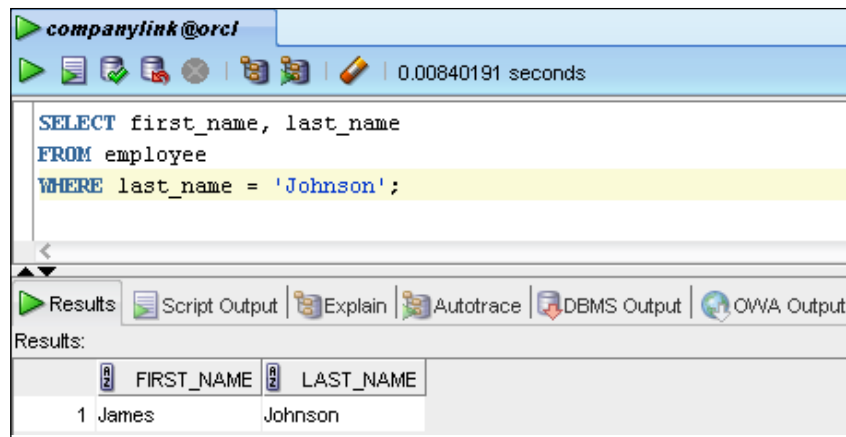 companylink@orcl
0.00840191 seconds
SELECT first_name, last_name
FROM employee
WHERE last_name = 'Johnson';
Results Script Output Explain Autotrace DBMS Output OWA Output
Results:
FIRST_NAME LAST_NAME
1 James Johnson